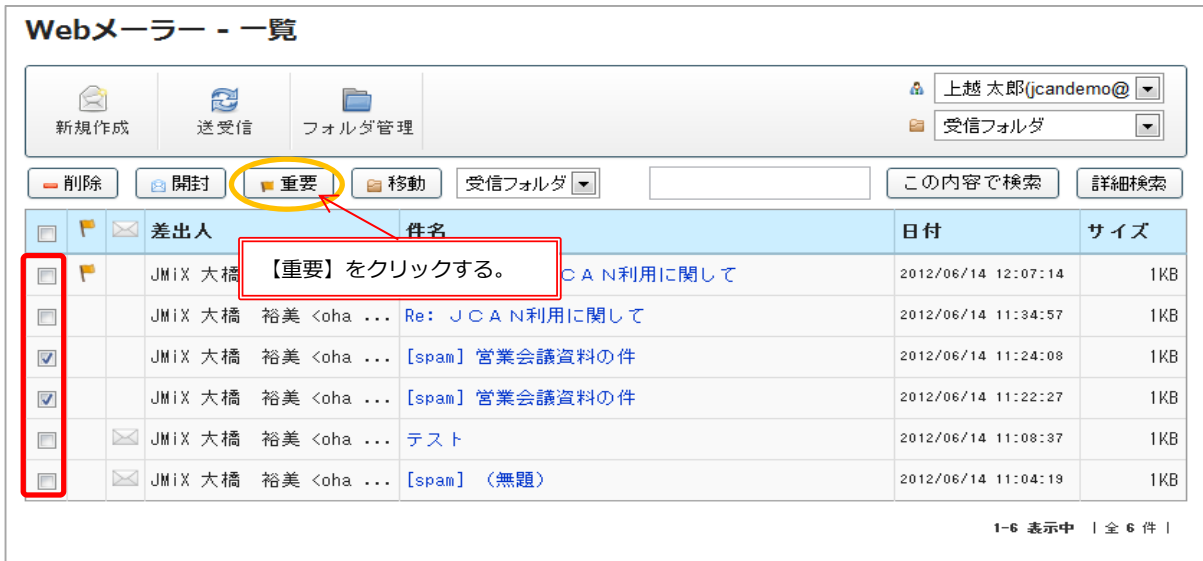 Webメーラー - 一覧
新規作成 送受信 フォルダ管理
上越 太郎(jcandemo@
受信フォルダ
削除 開封 重要 移動 受信フォルダ この内容で検索 詳細検索
差出人 件名 日付 サイズ
【重要】をクリックする。
JMiX 大橋 ＣＡＮ利用に関して 2012/06/14 12:07:14 1KB
JMiX 大橋　裕美 <oha ... Re: ＪＣＡＮ利用に関して 2012/06/14 11:34:57 1KB
JMiX 大橋　裕美 <oha ... [spam] 営業会議資料の件 2012/06/14 11:24:08 1KB
JMiX 大橋　裕美 <oha ... [spam] 営業会議資料の件 2012/06/14 11:22:27 1KB
JMiX 大橋　裕美 <oha ... テスト 2012/06/14 11:08:37 1KB
JMiX 大橋　裕美 <oha ... [spam] （無題） 2012/06/14 11:04:19 1KB
1-6 表示中 | 全 6 件 |